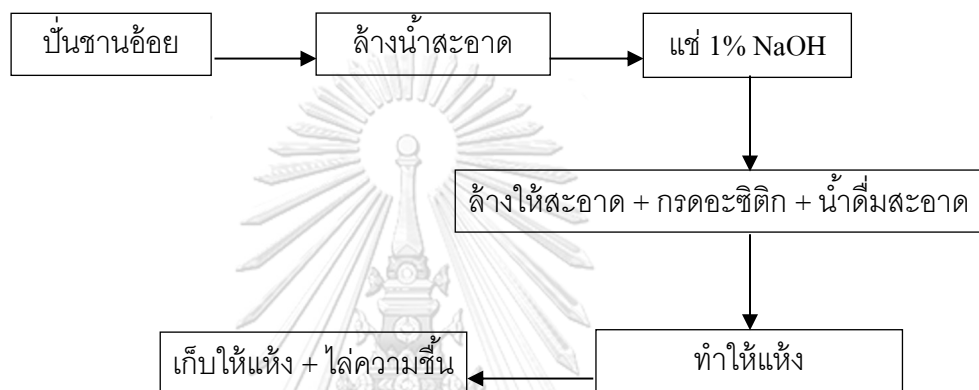 ปั่นชานอ้อย
ล้างน้ำสะอาด
แช่ 1% NaOH
ล้างให้สะอาด + กรดอะซิติก + น้ำดื่มสะอาด
ทำให้แห้ง
เก็บให้แห้ง + ไล่ความชื้น